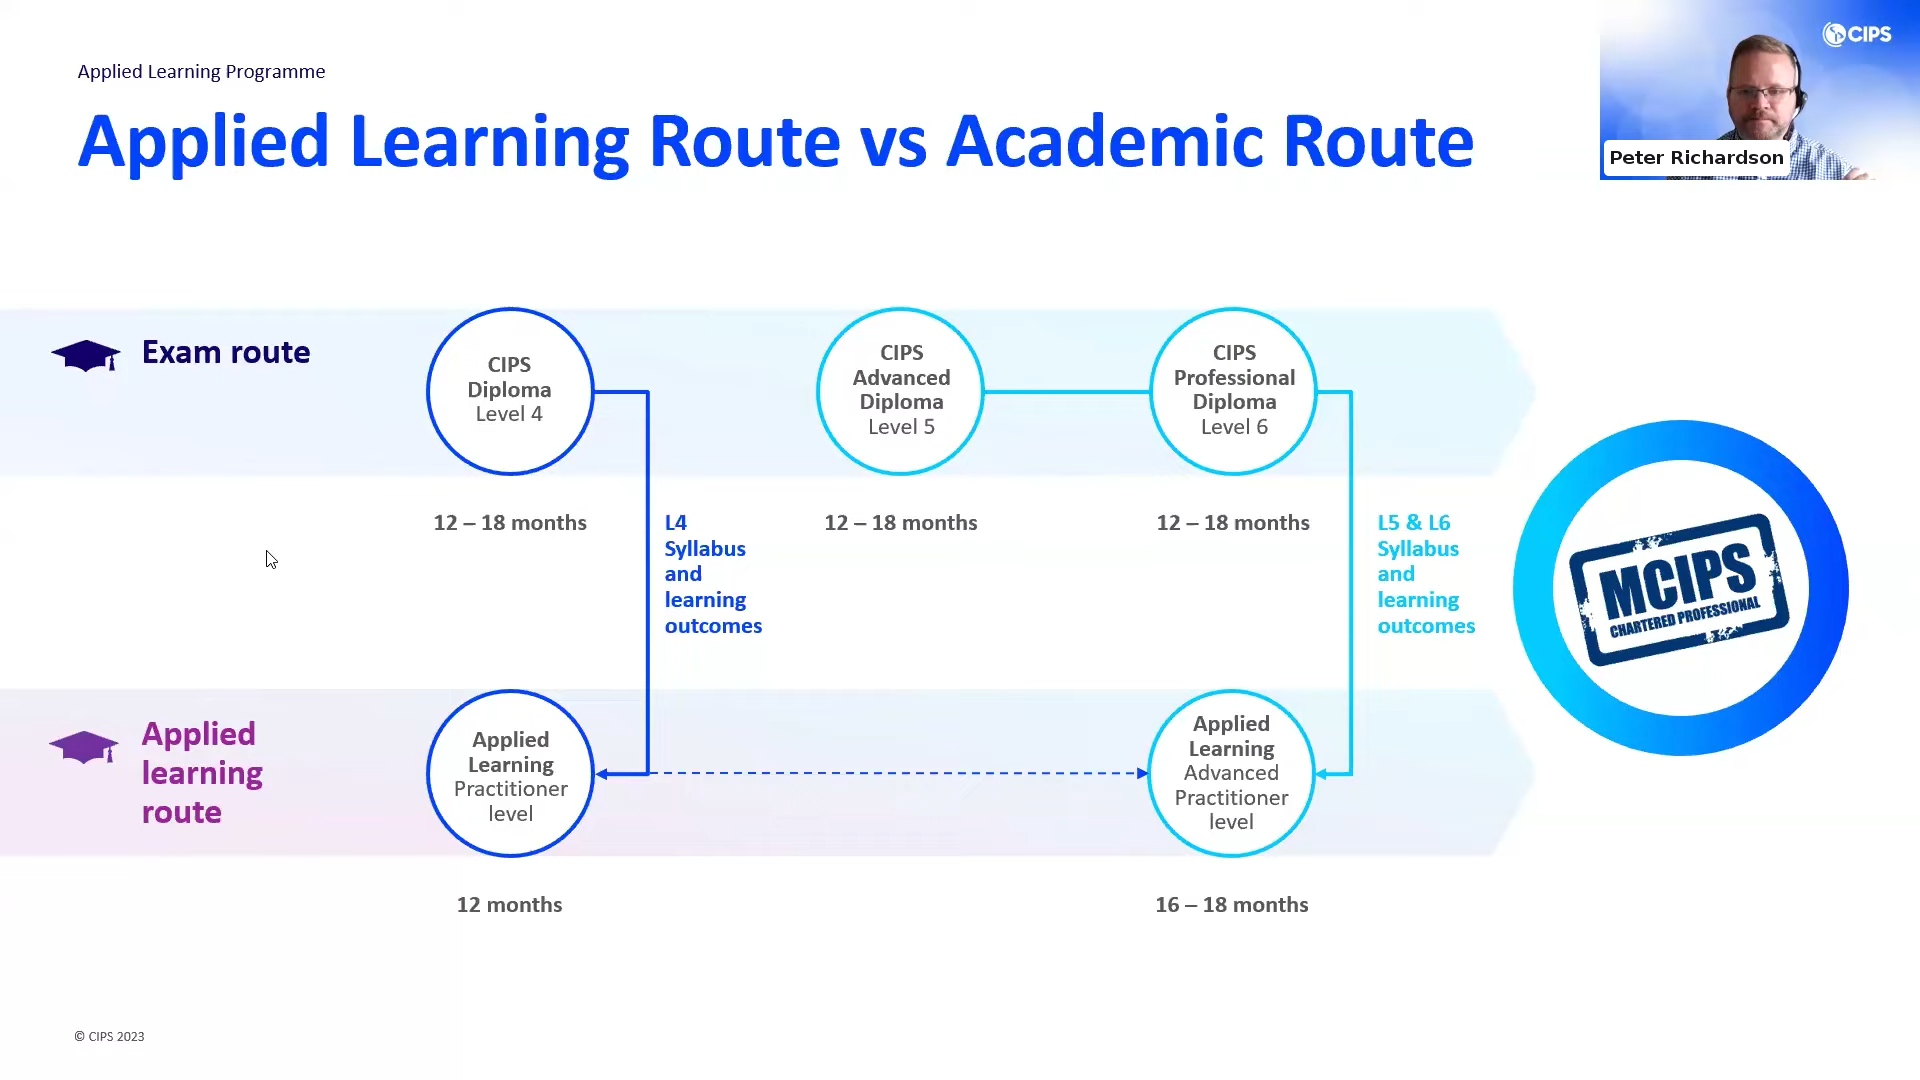 Applied Learning Programme
Applied Learning Route vs Academic Route
CIPS
Peter Richardson
Exam route
CIPS
Diploma
Level 4
CIPS
Advanced
Diploma
Level 5
CIPS
Professional
Diploma
Level 6
12 – 18 months
12 – 18 months
12 – 18 months
L4
Syllabus
and
learning
outcomes
L5 & L6
Syllabus
and
learning
outcomes
MCIPS
CHARTERED PROFESSIONAL
Applied
learning
route
Applied
Learning
Practitioner
level
Applied
Learning
Advanced
Practitioner
level
12 months
16 – 18 months
© CIPS 2023